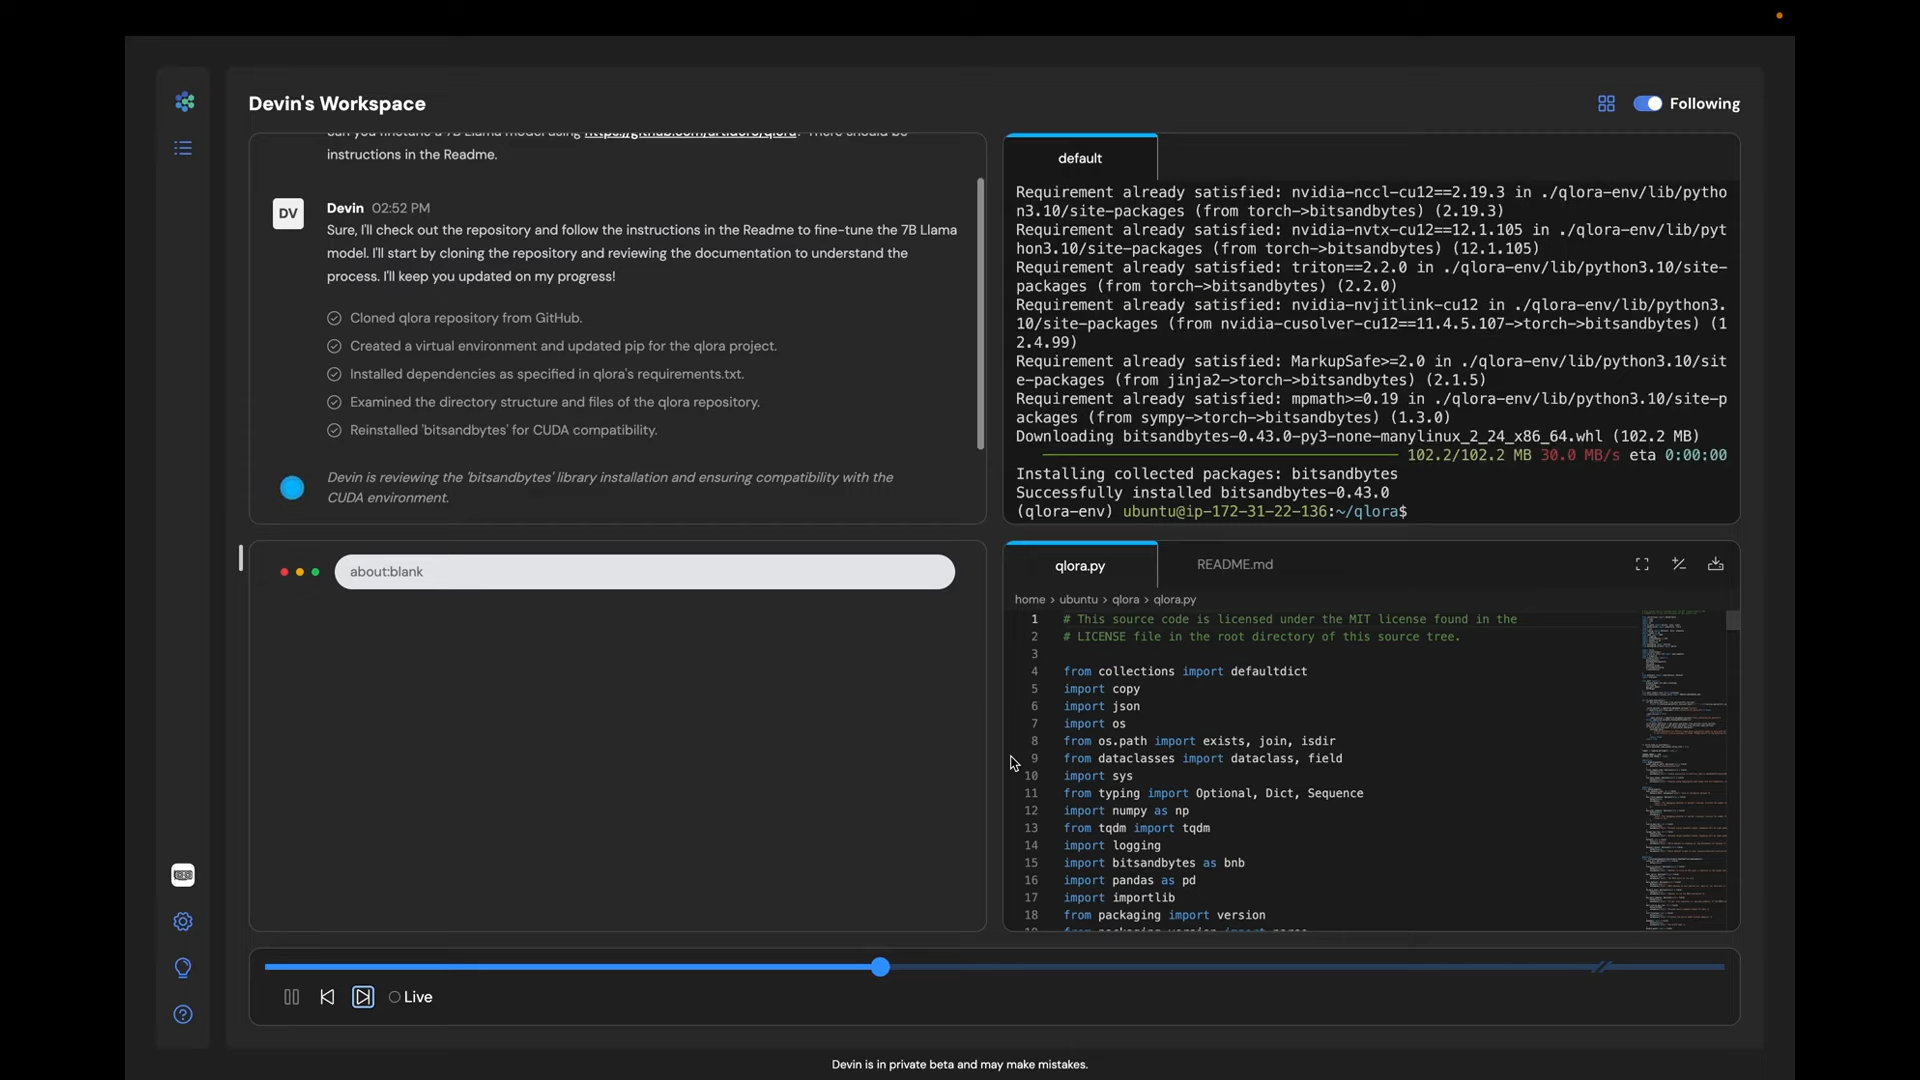 Devin's Workspace
Following
can you finetune a 7B Llama model using https://github.com/artidoro/qlora? There should be
instructions in the Readme.
DV
Devin 02:52 PM
Sure, I'll check out the repository and follow the instructions in the Readme to fine-tune the 7B Llama
model. I'll start by cloning the repository and reviewing the documentation to understand the
process. I'll keep you updated on my progress!
Cloned qlora repository from GitHub.
Created a virtual environment and updated pip for the qlora project.
Installed dependencies as specified in qlora's requirements.txt.
Examined the directory structure and files of the qlora repository.
Reinstalled 'bitsandbytes' for CUDA compatibility.
Devin is reviewing the 'bitsandbytes' library installation and ensuring compatibility with the
CUDA environment.
default
Requirement already satisfied: nvidia-nccl-cu12==2.19.3 in ./qlora-env/lib/pytho
n3.10/site-packages (from torch->bitsandbytes) (2.19.3)
Requirement already satisfied: nvidia-nvtx-cu12==12.1.105 in ./qlora-env/lib/pyt
hon3.10/site-packages (from torch->bitsandbytes) (12.1.105)
Requirement already satisfied: triton==2.2.0 in ./qlora-env/lib/python3.10/site-
packages (from torch->bitsandbytes) (2.2.0)
Requirement already satisfied: nvidia-nvjitlink-cu12 in ./qlora-env/lib/python3.
10/site-packages (from nvidia-cusolver-cu12==11.4.5.107->torch->bitsandbytes) (1
2.4.99)
Requirement already satisfied: MarkupSafe>=2.0 in ./qlora-env/lib/python3.10/sit
e-packages (from jinja2->torch->bitsandbytes) (2.1.5)
Requirement already satisfied: mpmath>=0.19 in ./qlora-env/lib/python3.10/site-p
ackages (from sympy->torch->bitsandbytes) (1.3.0)
Downloading bitsandbytes-0.43.0-py3-none-manylinux_2_24_x86_64.whl (102.2 MB)
102.2/102.2 MB 30.0 MB/s eta 0:00:00
Installing collected packages: bitsandbytes
Successfully installed bitsandbytes-0.43.0
(qlora-env) ubuntu@ip-172-31-22-136:~/qlora$
about:blank
qlora.py
README.md
home > ubuntu > qlora > qlora.py
1 # This source code is licensed under the MIT license found in the
2 # LICENSE file in the root directory of this source tree.
3
4 from collections import defaultdict
5 import copy
6 import json
7 import os
8 from os.path import exists, join, isdir
9 from dataclasses import dataclass, field
10 import sys
11 from typing import Optional, Dict, Sequence
12 import numpy as np
13 from tqdm import tqdm
14 import logging
15 import bitsandbytes as bnb
16 import pandas as pd
17 import importlib
18 from packaging import version
Live
Devin is in private beta and may make mistakes.